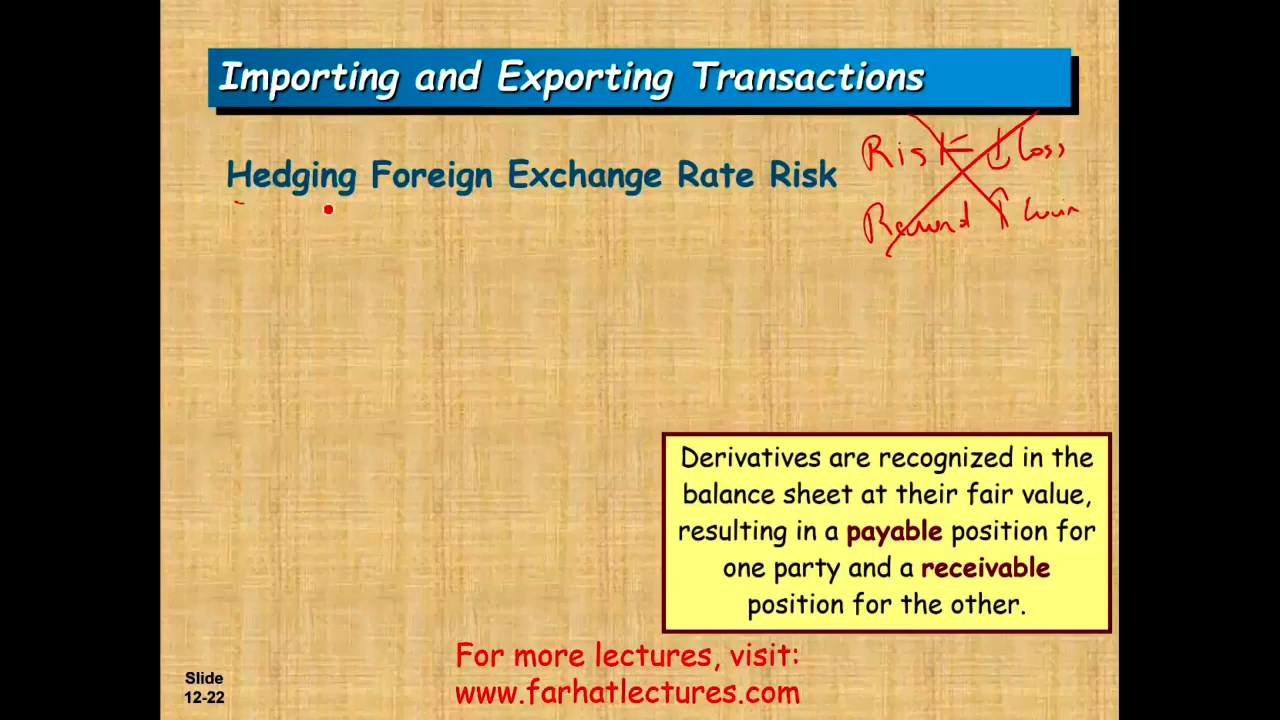 Importing and Exporting Transactions
Hedging Foreign Exchange Rate Risk
Risk Loss
Reward
Derivatives are recognized in the
balance sheet at their fair value,
resulting in a payable position for
one party and a receivable
position for the other.
For more lectures, visit:
www.farhatlectures.com
Slide
12-22